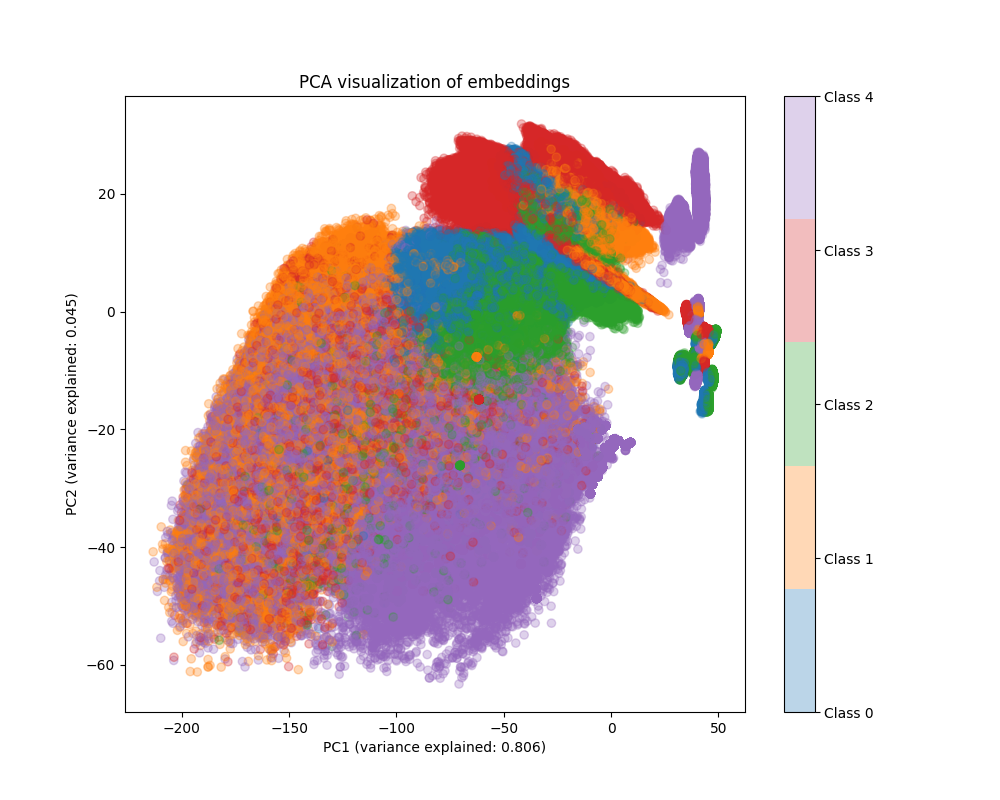 PCA visualization of embeddings
20
0
−20
−40
−60
PC2 (variance explained: 0.045)
−200
−150
−100
−50
0
50
PC1 (variance explained: 0.806)
Class 4
Class 3
Class 2
Class 1
Class 0